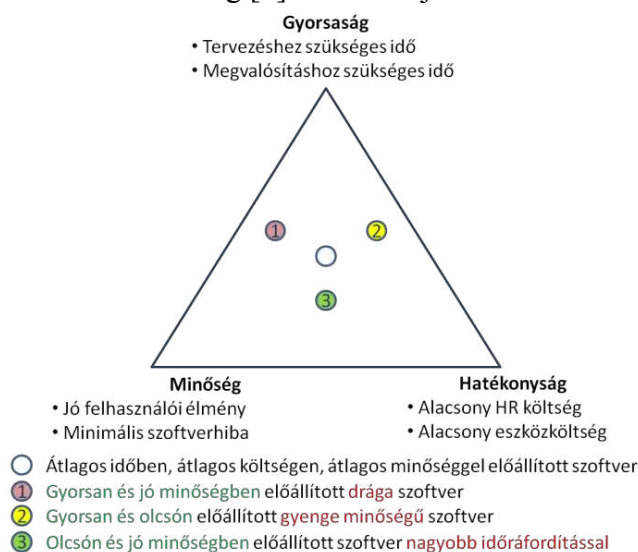 Gyorsaság
• Tervezéshez szükséges idő
• Megvalósításhoz szükséges idő
1
2
3
Minőség
• Jó felhasználói élmény
• Minimális szoftverhiba
Hatékonyság
• Alacsony HR költség
• Alacsony eszközköltség
Átlagos időben, átlagos költségen, átlagos minőséggel előállított szoftver
1 Gyorsan és jó minőségben előállított drága szoftver
2 Gyorsan és olcsón előállított gyenge minőségű szoftver
3 Olcsón és jó minőségben előállított szoftver nagyobb időráfordítással